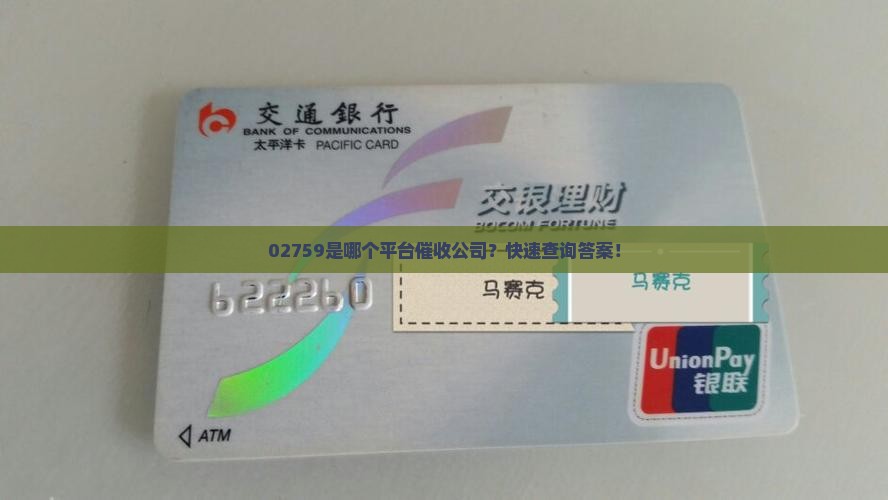 交通銀行
BANK OF COMMUNICATIONS
太平洋卡 PACIFIC CARD
交银理财
BOCOM FORTUNE
02759是哪个平台催收公司？快速查询答案！
622260
马赛克
马赛克
UnionPay
银联
ATM